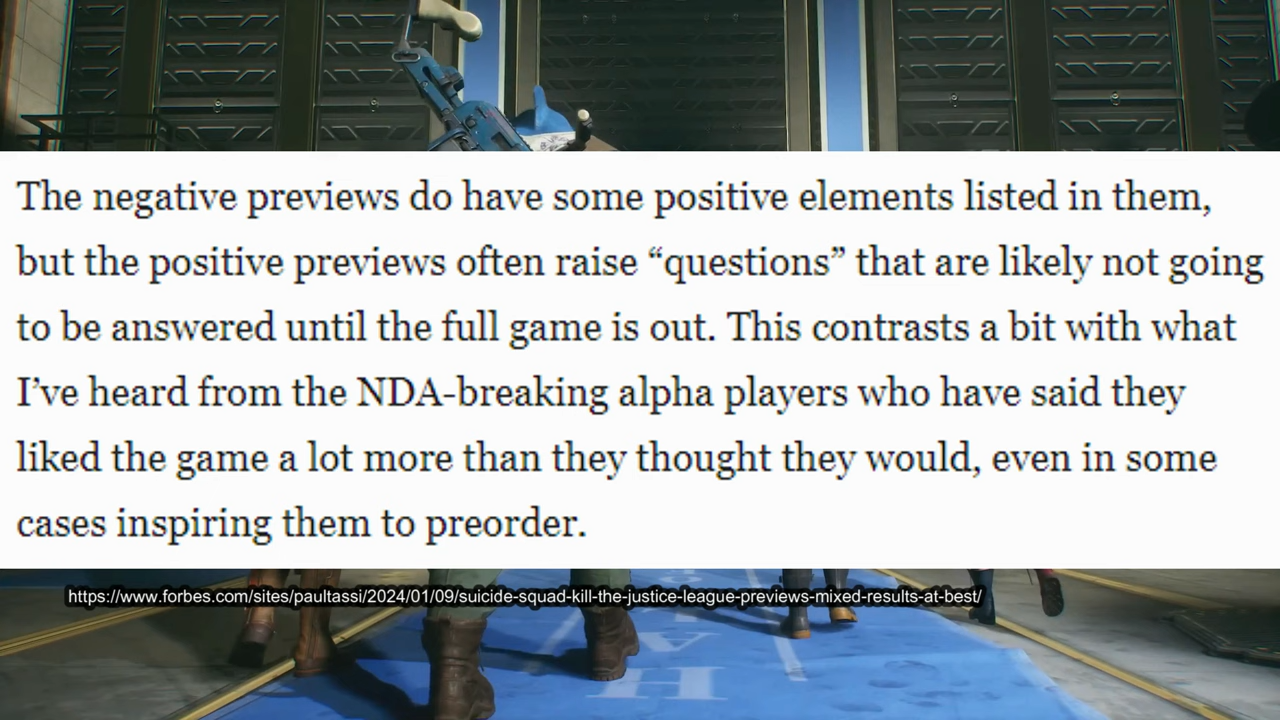 The negative previews do have some positive elements listed in them,
but the positive previews often raise “questions” that are likely not going
to be answered until the full game is out. This contrasts a bit with what
I’ve heard from the NDA-breaking alpha players who have said they
liked the game a lot more than they thought they would, even in some
cases inspiring them to preorder.
https://www.forbes.com/sites/paultassi/2024/01/09/suicide-squad-kill-the-justice-league-previews-mixed-results-at-best/